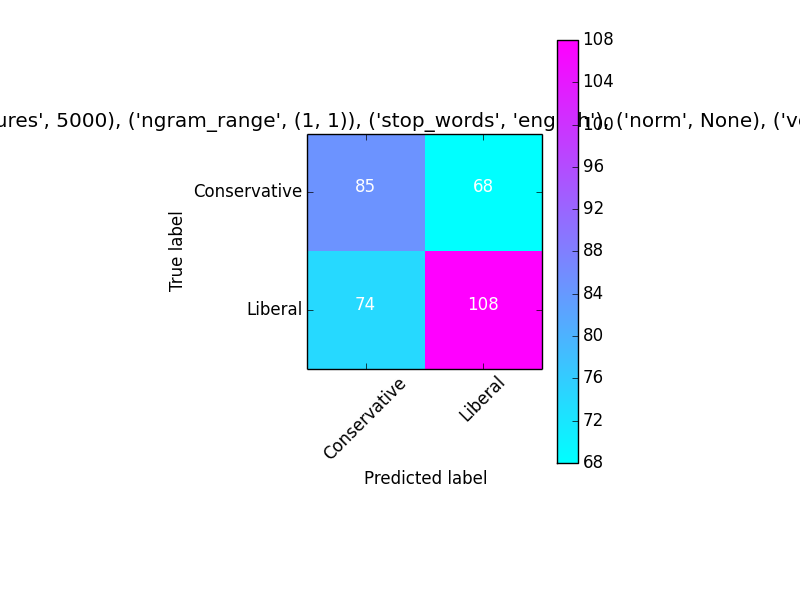 108
104
ures', 5000), ('ngram_range', (1, 1)), ('stop_words', 'english'), ('norm', None), ('v
100
96
92
88
84
80
76
72
68
Conservative 85 68
Liberal 74 108
True label
Conservative Liberal
Predicted label